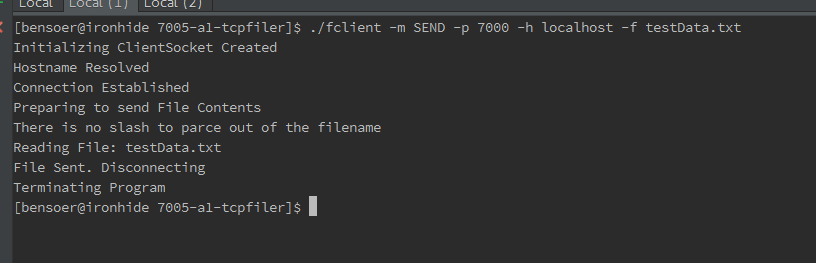 Local Local (1) Local (2)
[bensoer@ironhide 7005-a1-tcpfiler]$ ./fclient -m SEND -p 7000 -h localhost -f testData.txt
Initializing ClientSocket Created
Hostname Resolved
Connection Established
Preparing to send File Contents
There is no slash to parce out of the filename
Reading File: testData.txt
File Sent. Disconnecting
Terminating Program
[bensoer@ironhide 7005-a1-tcpfiler]$